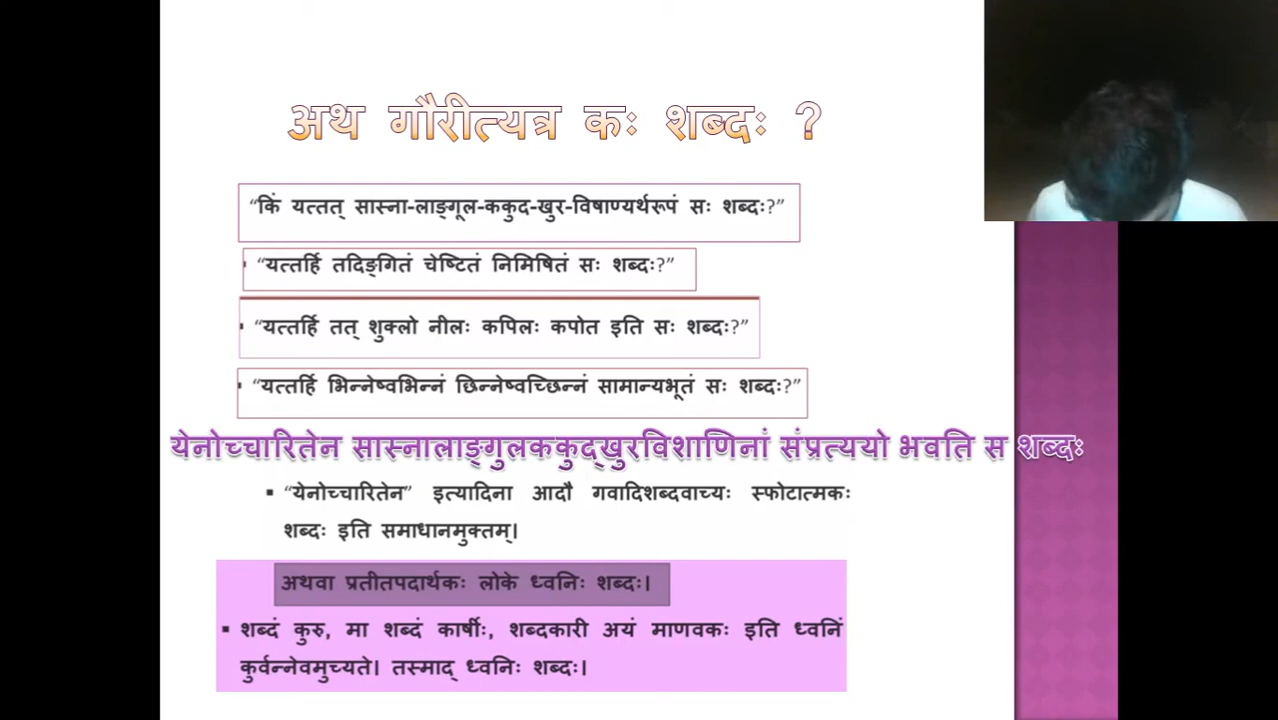 अथ गौरीत्यत्र कः शब्दः ?
“किं यत्तत् सास्ना-लाङ्गूल-ककुद-खुर-विषाण्यर्थरूपं सः शब्दः?”
“यत्तर्हि तदिङ्गितं चेष्टितं निमिषितं सः शब्दः?”
“यत्तर्हि तत् शुक्लो नीलः कपिलः कपोत इति सः शब्दः?”
“यत्तर्हि भिन्नेष्वभिन्नं छिन्नेष्वच्छिन्नं सामान्यभूतं सः शब्दः?”
येनोच्चारितेन सास्नालाङ्गुलककुद्खुरविशाणिनां संप्रत्ययो भवति स शब्दः
▪ “येनोच्चारितेन” इत्यादिना आदौ गवादिशब्दवाच्यः स्फोटात्मकः
शब्दः इति समाधानमुक्तम्।
अथवा प्रतीतपदार्थकः लोके ध्वनिः शब्दः।
▪ शब्दं कुरु, मा शब्दं कार्षीः, शब्दकारी अयं माणवकः इति ध्वनिं
कुर्वन्नेवमुच्यते। तस्माद् ध्वनिः शब्दः।